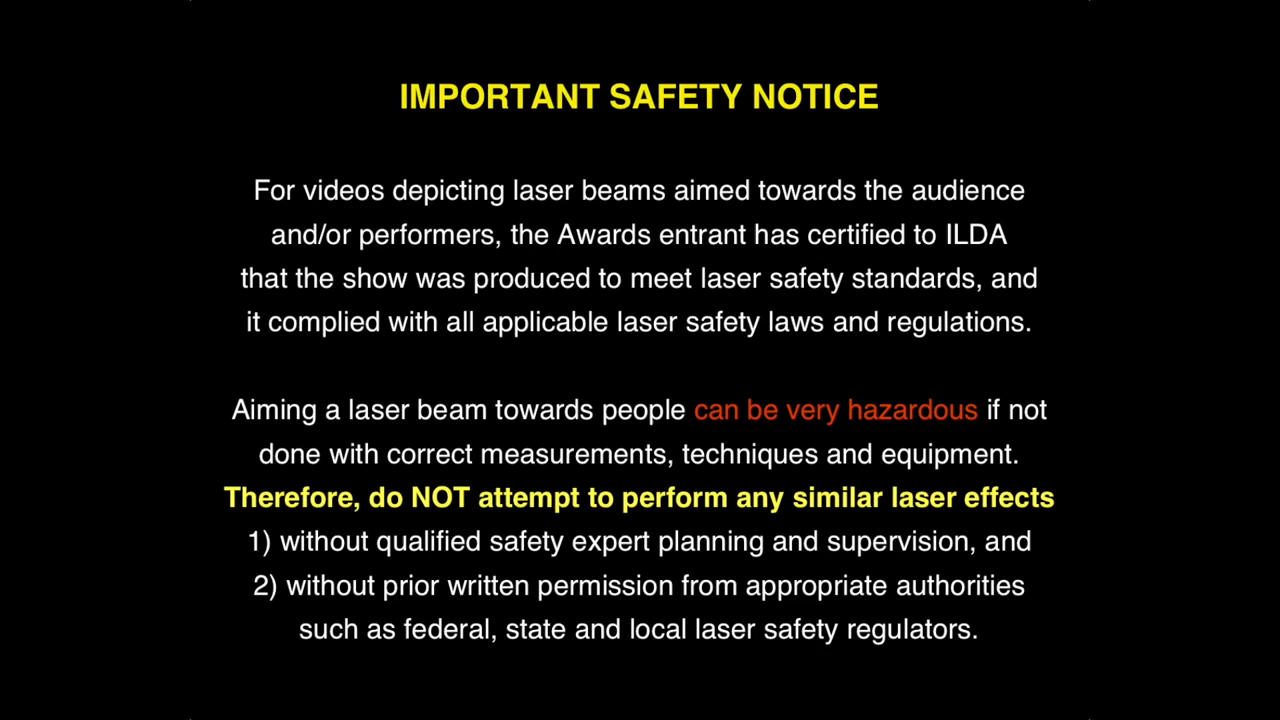 IMPORTANT SAFETY NOTICE
For videos depicting laser beams aimed towards the audience
and/or performers, the Awards entrant has certified to ILDA
that the show was produced to meet laser safety standards, and
it complied with all applicable laser safety laws and regulations.
Aiming a laser beam towards people can be very hazardous if not
done with correct measurements, techniques and equipment.
Therefore, do NOT attempt to perform any similar laser effects
1) without qualified safety expert planning and supervision, and
2) without prior written permission from appropriate authorities
such as federal, state and local laser safety regulators.